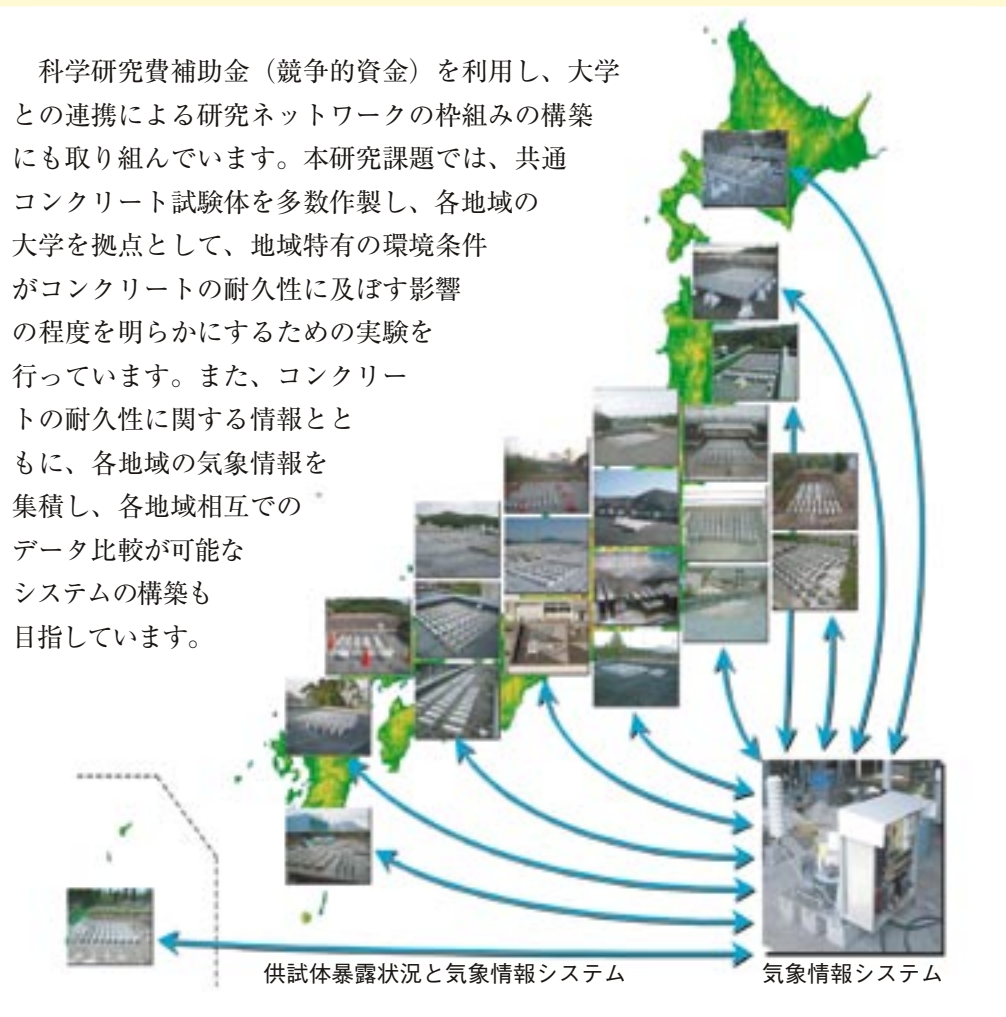 科学研究費補助金（競争的資金）を利用し、大学
との連携による研究ネットワークの枠組みの構築
にも取り組んでいます。本研究課題では、共通
コンクリート試験体を多数作製し、各地域の
大学を拠点として、地域特有の環境条件
がコンクリートの耐久性に及ぼす影響
の程度を明らかにするための実験を
行っています。また、コンクリー
トの耐久性に関する情報とと
もに、各地域の気象情報を
集積し、各地域相互での
データ比較が可能な
システムの構築も
目指しています。
供試体暴露状況と気象情報システム
気象情報システム